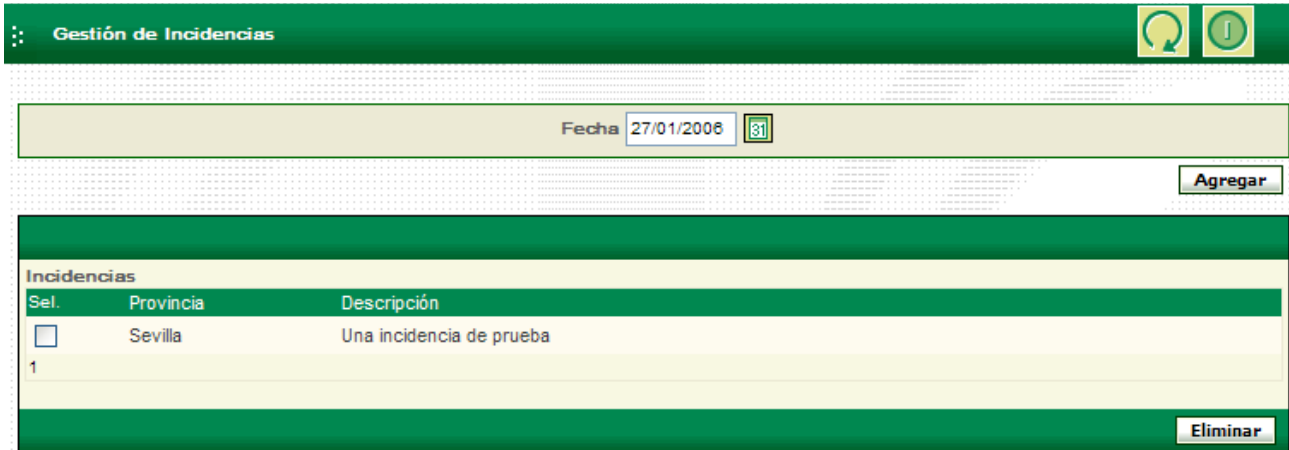 Gestión de Incidencias
Fecha 27/01/2006 31
Agregar
Incidencias
Sel. Provincia Descripción
Sevilla Una incidencia de prueba
1
Eliminar